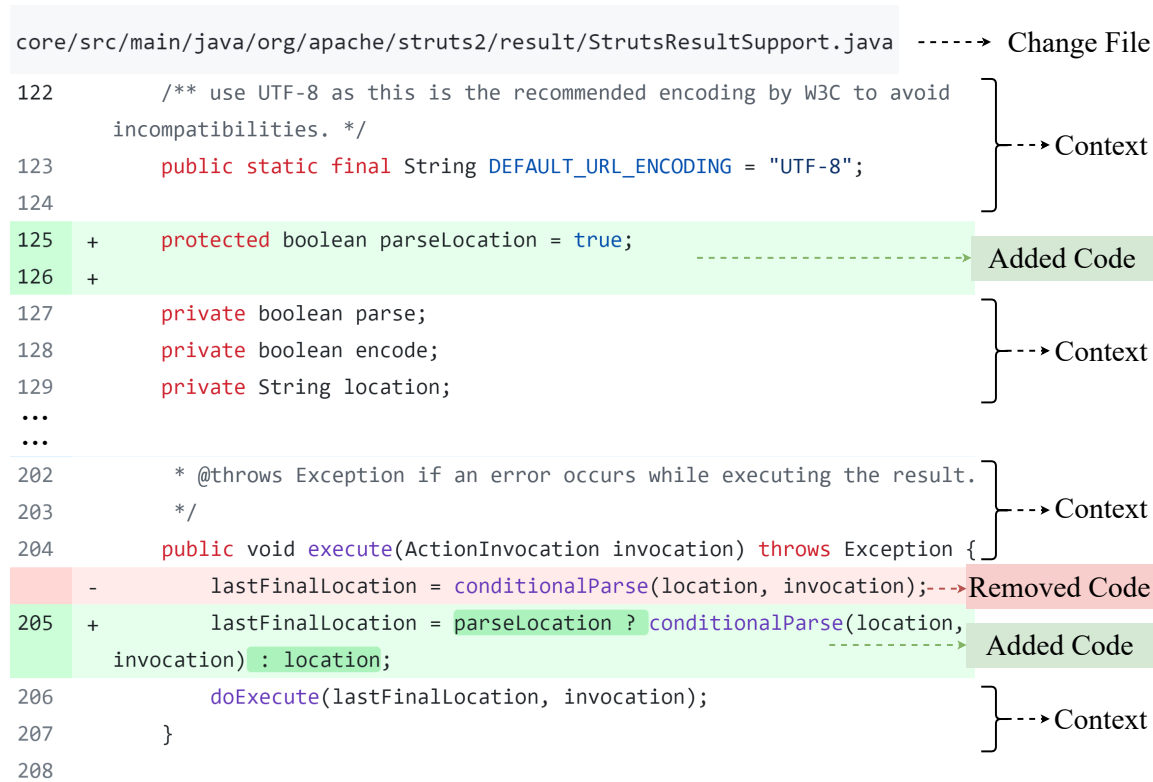 core/src/main/java/org/apache/struts2/result/StrutsResultSupport.java Change File
122 /** use UTF-8 as this is the recommended encoding by W3C to avoid
incompatibilities. */
Context
123 public static final String DEFAULT_URL_ENCODING = "UTF-8";
124
125 + protected boolean parseLocation = true;
Added Code
126 +
127 private boolean parse;
128 private boolean encode;
Context
129 private String location;
...
...
202 * @throws Exception if an error occurs while executing the result.
203 */
Context
204 public void execute(ActionInvocation invocation) throws Exception {
- lastFinalLocation = conditionalParse(location, invocation); Removed Code
205 + lastFinalLocation = parseLocation ? conditionalParse(location,
Added Code
invocation) : location;
206 doExecute(lastFinalLocation, invocation);
Context
207 }
208